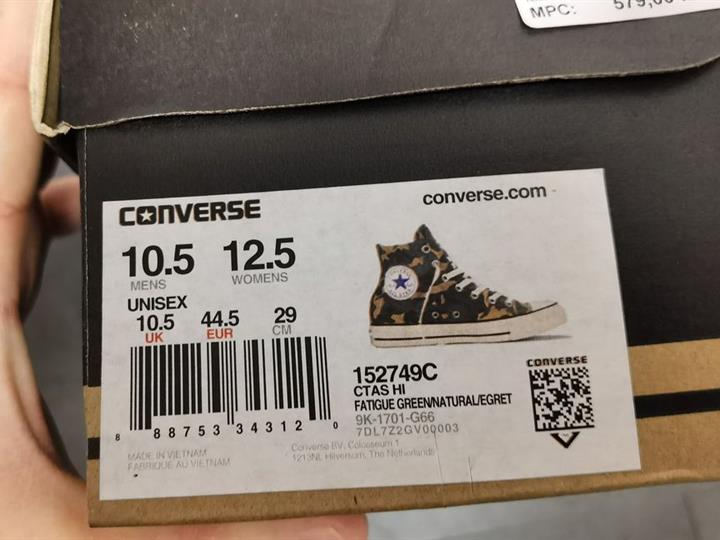 MPC:
CONVERSE
converse.com
10.5 12.5
MENS WOMENS
UNISEX
10.5 44.5 29
UK EUR CM
152749C
CTAS HI
FATIGUE GREEN/NATURAL/EGRET
9K-1701-G66
7DL7Z2GV00003
CONVERSE
8 88753 34312 0
MADE IN VIETNAM
FABRIQUE AU VIETNAM
Converse BV, Colosseum 1
1213NL Hilversum, The Netherlands